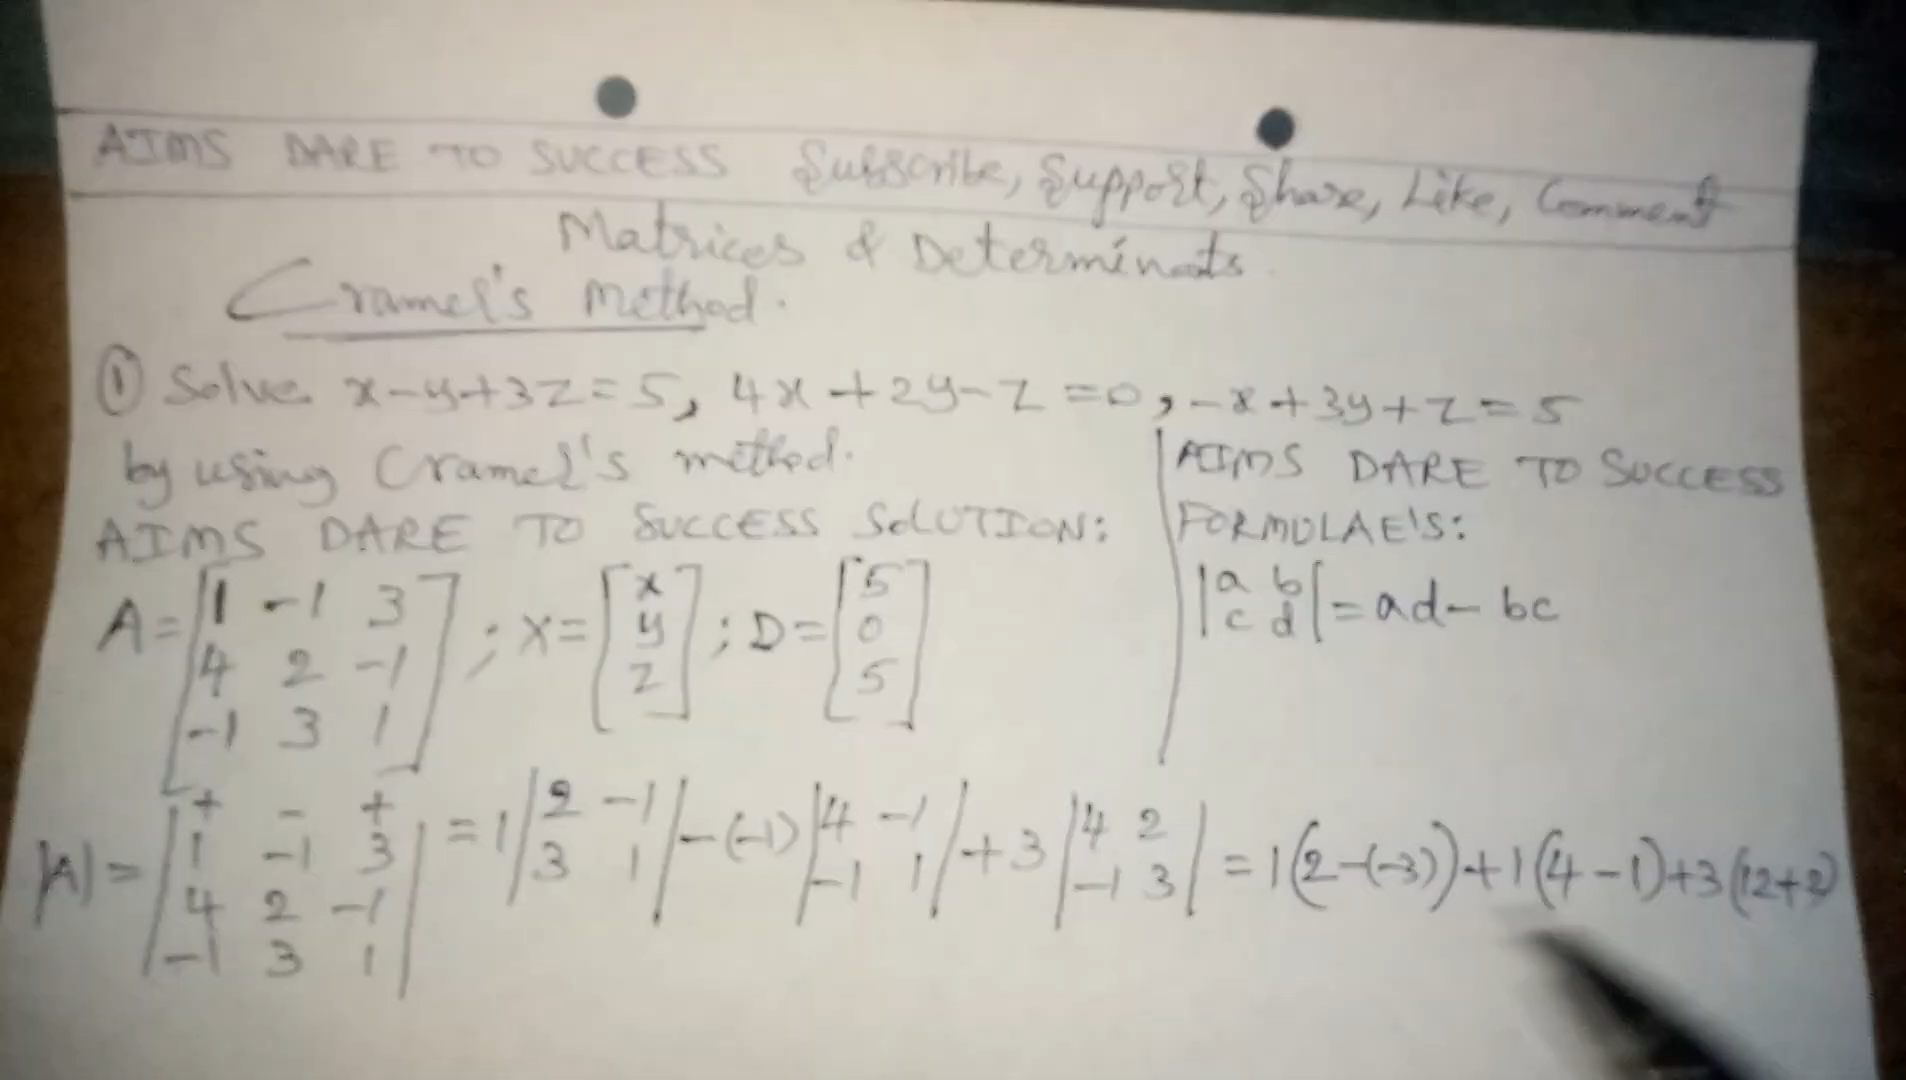 AIMS DARE TO SUCCESS Subscribe, Support, Share, Like, Comment
Matrices & Determinants
Cramer's Method.
① Solve x-y+3z=5, 4x+2y-z=0, -x+3y+z=5
by using Cramer's method.
AIMS DARE TO SUCCESS SOLUTION:
A = [1 -1 3
4 2 -1
-1 3 1] ; X = [x
y
z] ; D = [5
0
5]
AIMS DARE TO SUCCESS
FORMULAE'S:
|a b
c d| = ad - bc
+ - +
|A| = |1 -1 3
4 2 -1
-1 3 1| = 1|2 -1
3 1| -(-1)|4 -1
-1 1| +3|4 2
-1 3| = 1(2-(-3))+1(4-1)+3(12+2)